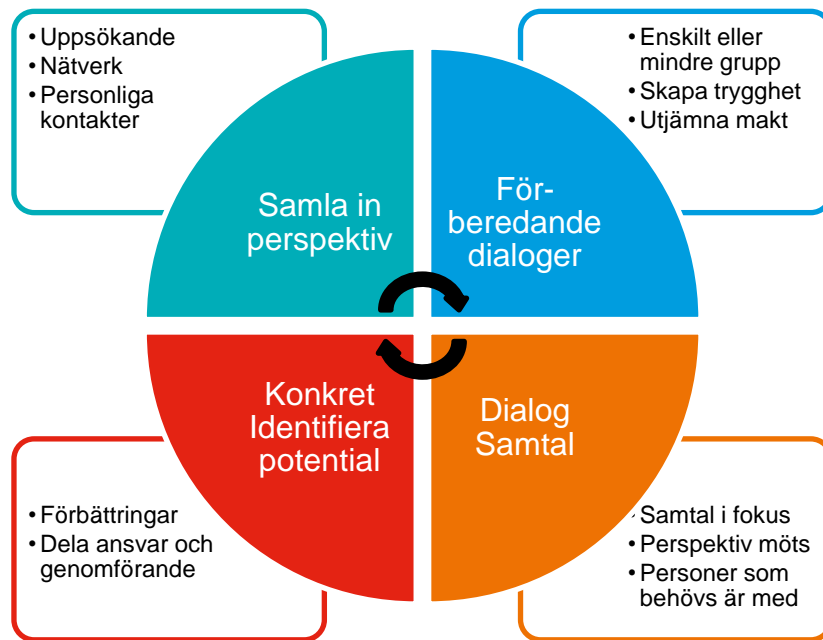 • Uppsökande
• Nätverk
• Personliga
kontakter
• Enskilt eller
mindre grupp
• Skapa trygghet
• Utjämna makt
Samla in
perspektiv
För-
beredande
dialoger
Konkret
Identifiera
potential
Dialog
Samtal
• Förbättringar
• Dela ansvar och
genomförande
• Samtal i fokus
• Perspektiv möts
• Personer som
behövs är med